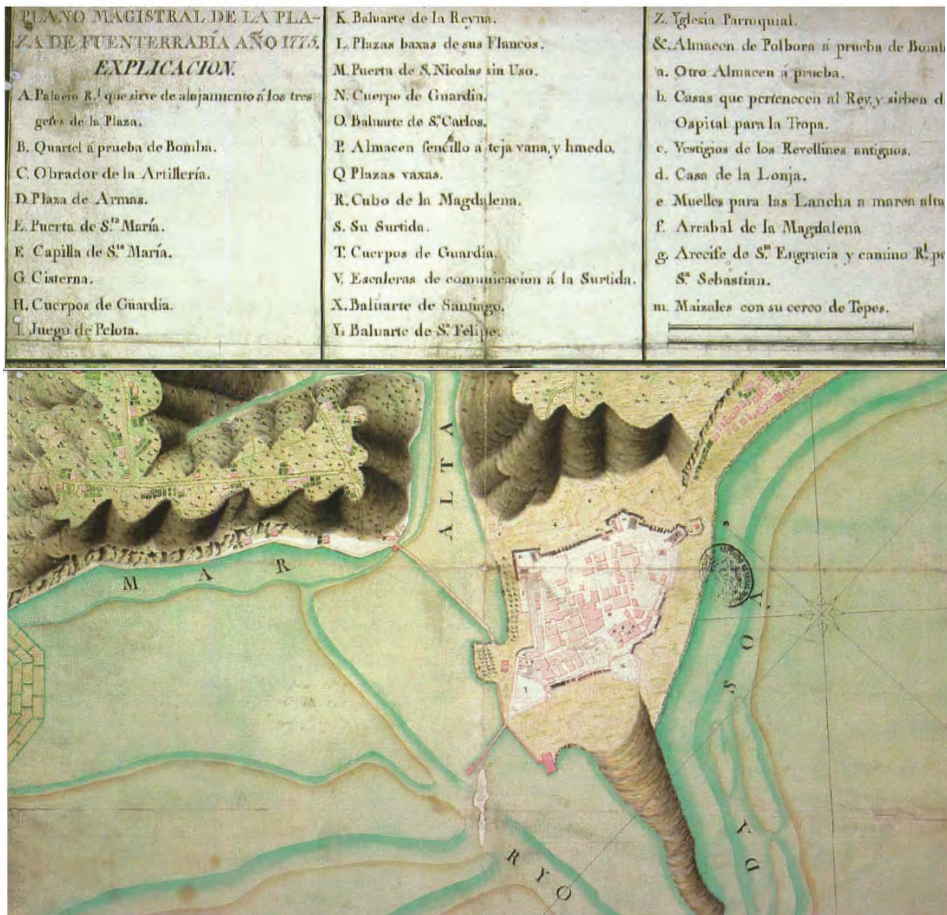 PLANO MAGISTRAL DE LA PLA-
ZA DE FUENTERRABÍA AÑO 1775.
EXPLICACION.
A. Palacio R.l que sirve de alojamiento á los tres
gefes de la Plaza.
B. Quartel á prueba de Bomba.
C. Obrador de la Artillería.
D. Plaza de Armas.
E. Puerta de S.ta María.
F. Capilla de S.ta María.
G. Cisterna.
H. Cuerpos de Guardia.
I. Juego de Pelota.
K. Baluarte de la Reyna.
L. Plazas baxas de sus Flancos.
M. Puerta de S. Nicolas sin Uso.
N. Cuerpo de Guardia.
O. Baluarte de S.n Carlos.
P. Almacen sencillo á teja vana, y hmedo.
Q Plazas vaxas.
R. Cubo de la Magdalena.
S. Su Surtida.
T. Cuerpos de Guardia.
V. Escaleras de comunicacion á la Surtida.
X. Baluarte de Santiago.
Y. Baluarte de S.n Felipe.
Z. Yglesia Parroquial.
&. Almacen de Polbora á prueba de Bomb
a. Otro Almacen á prueba.
b. Casas que pertenecen al Rey, y sirben d
Ospital para la Tropa.
c. Vestigios de los Revellines antiguos.
d. Casa de la Lonja.
e Muelles para las Lancha a marea alta
f. Arrabal de la Magdalena
g. Arecife de S.ta Engracia y camino R.l p
S.n Sebastian.
m. Maizales con su cerco de Tepes.
MAR ALTA
RYO DY SOY